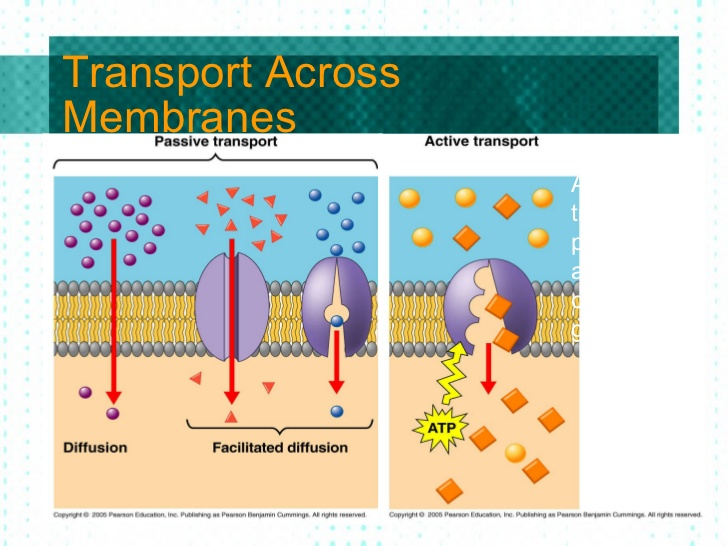 Transport Across
Membranes
Passive transport
Active transport
A
t
p
a
g
Diffusion
Facilitated diffusion
ATP
Copyright © 2005 Pearson Education, Inc. Publishing as Pearson Benjamin Cummings. All rights reserved.
Copyright © 2005 Pearson Education, Inc. Publishing as Pearson Benjamin Cummings. All rights reserved.